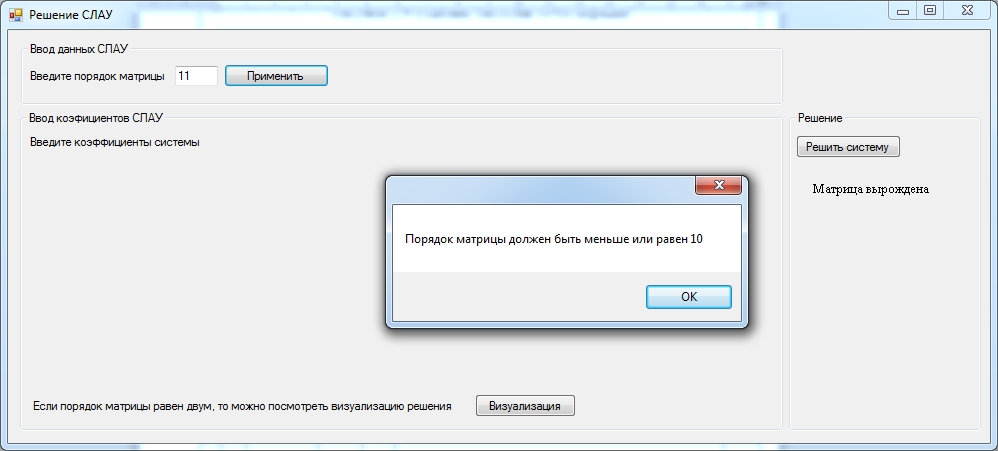 Решение СЛАУ
Ввод данных СЛАУ
Введите порядок матрицы 11 Применить
Ввод коэфициентов СЛАУ
Введите коэффициенты системы
Решение
Решить систему
Матрица вырождена
Порядок матрицы должен быть меньше или равен 10
OK
Если порядок матрицы равен двум, то можно посмотреть визуализацию решения Визуализация